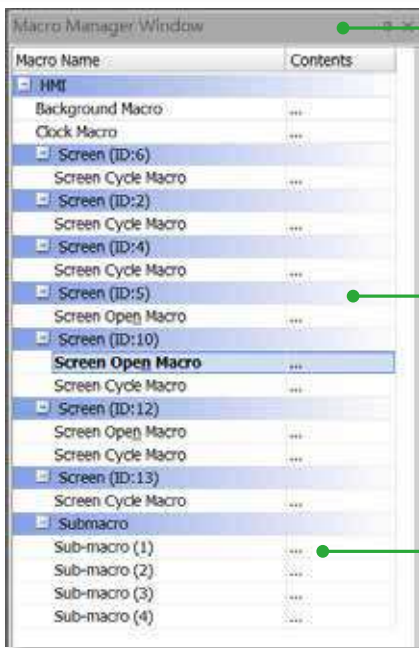 Macro Manager Window
Macro Name Contents
HMI
Background Macro ...
Clock Macro ...
Screen (ID:6)
Screen Cycle Macro ...
Screen (ID:2)
Screen Cycle Macro ...
Screen (ID:4)
Screen Cycle Macro ...
Screen (ID:5)
Screen Open Macro ...
Screen (ID:10)
Screen Open Macro ...
Screen Cycle Macro ...
Screen (ID:12)
Screen Open Macro ...
Screen Cycle Macro ...
Screen (ID:13)
Screen Cycle Macro ...
Submacro
Sub-macro (1) ...
Sub-macro (2) ...
Sub-macro (3) ...
Sub-macro (4) ...